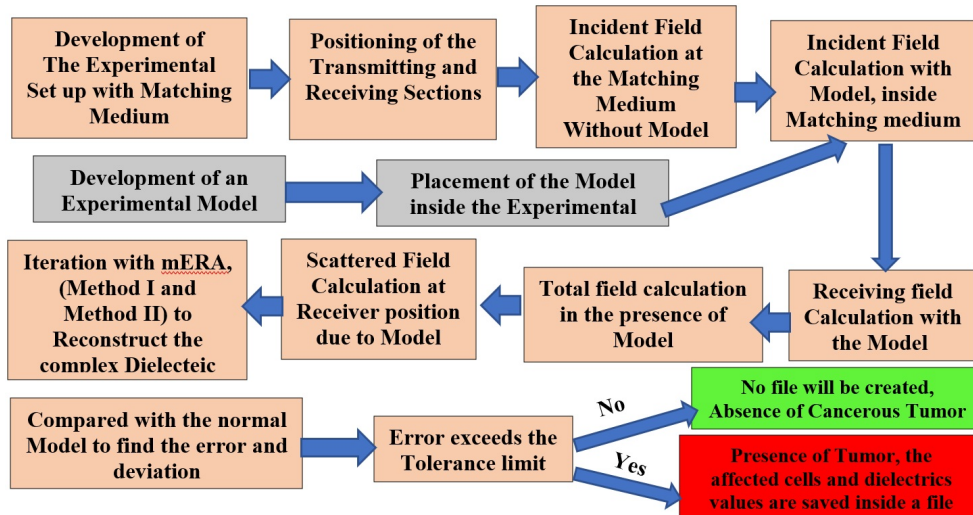 Development of
The Experimental
Set up with Matching
Medium
Positioning of the
Transmitting and
Receiving Sections
Incident Field
Calculation at
the Matching
Medium
Without Model
Incident Field
Calculation with
Model, inside
Matching medium
Development of an
Experimental Model
Placement of the Model
inside the Experimental
Iteration with mERA,
(Method I and
Method II) to
Reconstruct the
complex Dielecteic
Scattered Field
Calculation at
Receiver position
due to Model
Total field calculation
in the presence of
Model
Receiving field
Calculation with
the Model
Compared with the normal
Model to find the error and
deviation
Error exceeds the
Tolerance limit
No
Yes
No file will be created,
Absence of Cancerous Tumor
Presence of Tumor, the
affected cells and dielectrics
values are saved inside a file